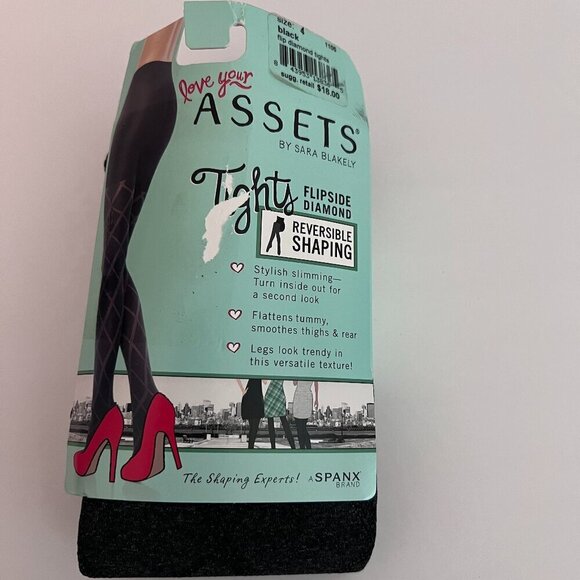 size: 4
black 1106
flip diamond tights
sugg. retail $18.00
love your
ASSETS®
BY SARA BLAKELY
Tights
FLIPSIDE
DIAMOND
REVERSIBLE
SHAPING
Stylish slimming—
Turn inside out for
a second look
Flattens tummy,
smoothes thighs & rear
Legs look trendy in
this versatile texture!
The Shaping Experts!
A SPANX®
BRAND